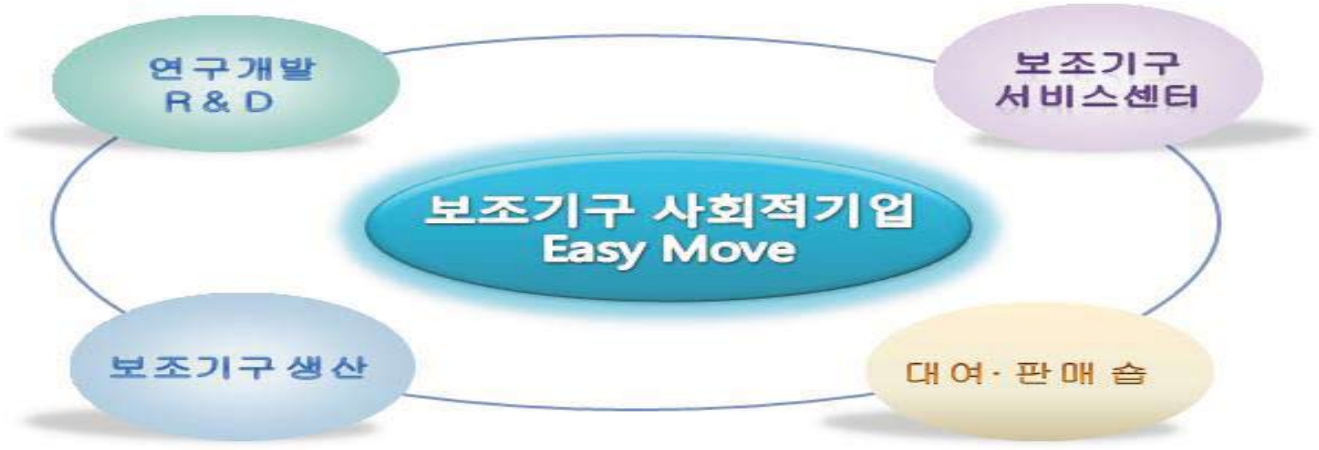 연구개발
R & D
보조기구
서비스센터
보조기구 사회적기업
Easy Move
보조기구 생산
대여·판매 숍